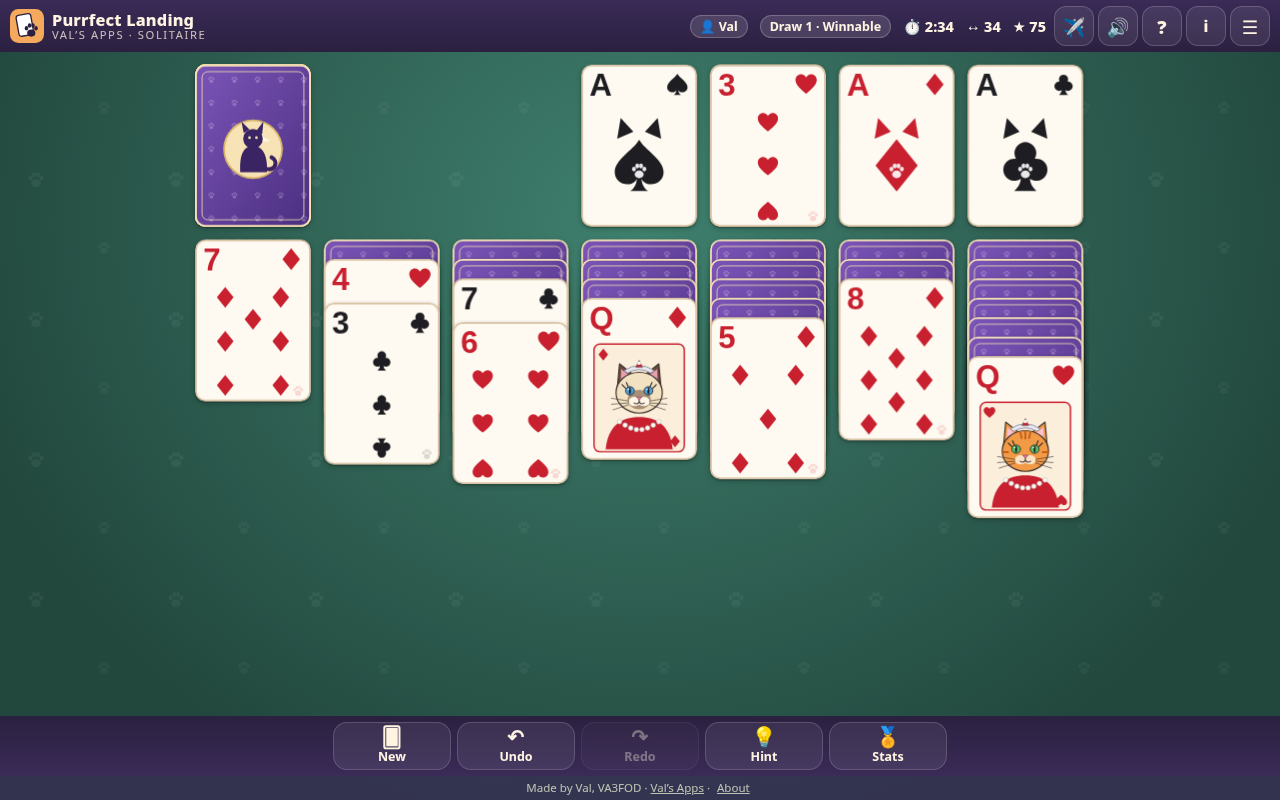 Purrfect Landing
VAL'S APPS · SOLITAIRE
👤 Val
Draw 1 · Winnable
⏱ 2:34
↔ 34
★ 75
?
i
A
3
A
A
7
4
3
7
6
Q
5
8
Q
New
Undo
Redo
Hint
Stats
Made by Val, VA3FOD · Val's Apps · About